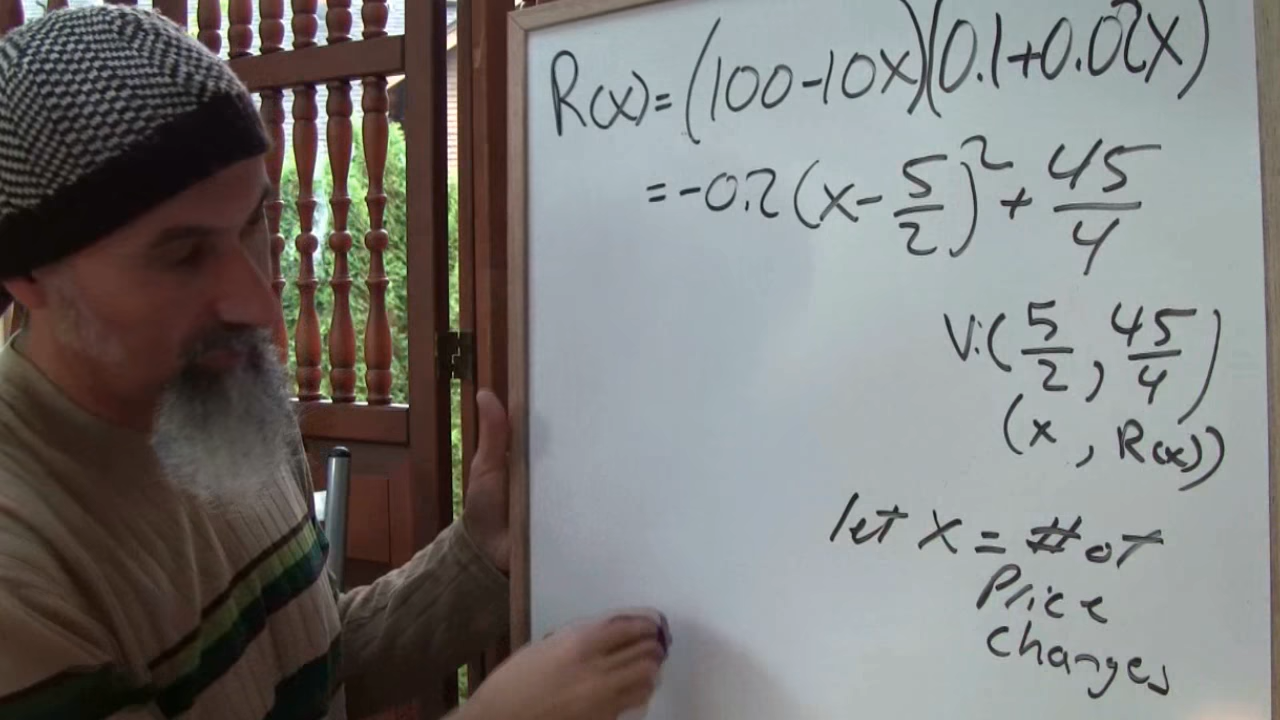 R(x)=(100-10x)(0.1+0.02x)
=-0.2(x-5/2)²+45/4
V:(5/2, 45/4)
(x, R(x))
let x = # of
Price
changes